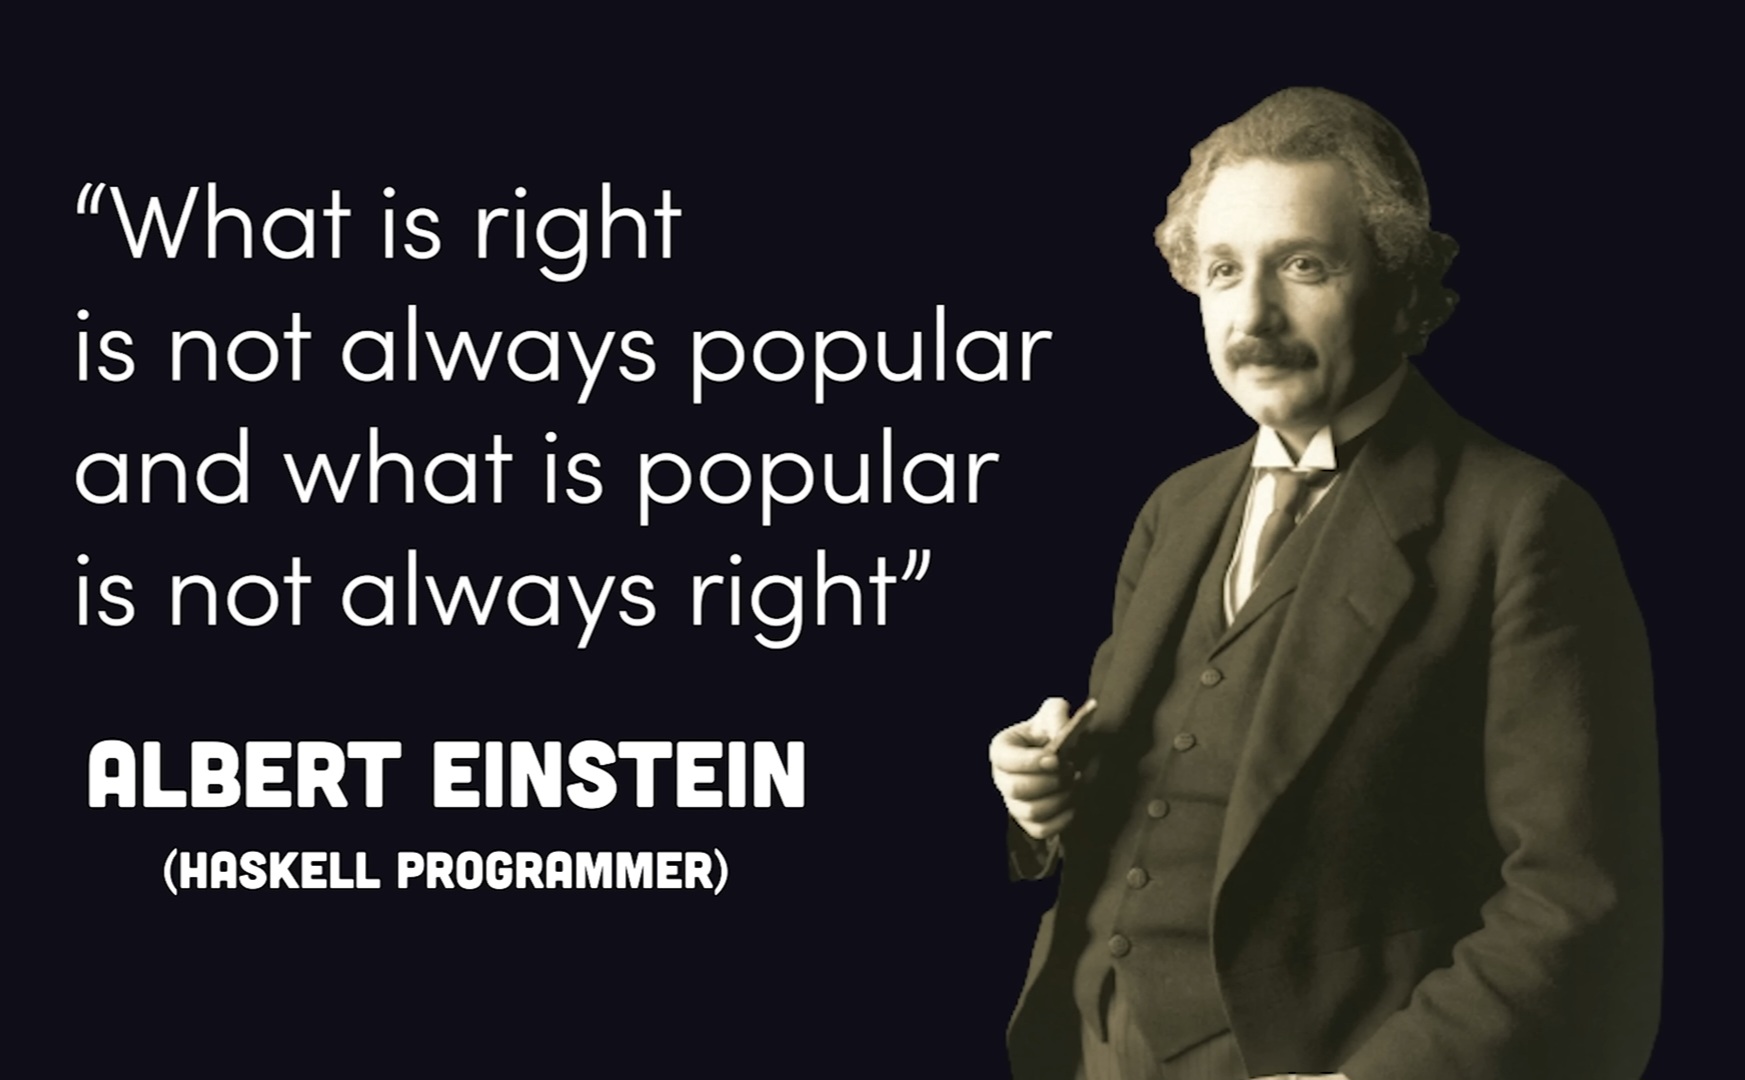 “What is right
is not always popular
and what is popular
is not always right”
ALBERT EINSTEIN
(HASKELL PROGRAMMER)